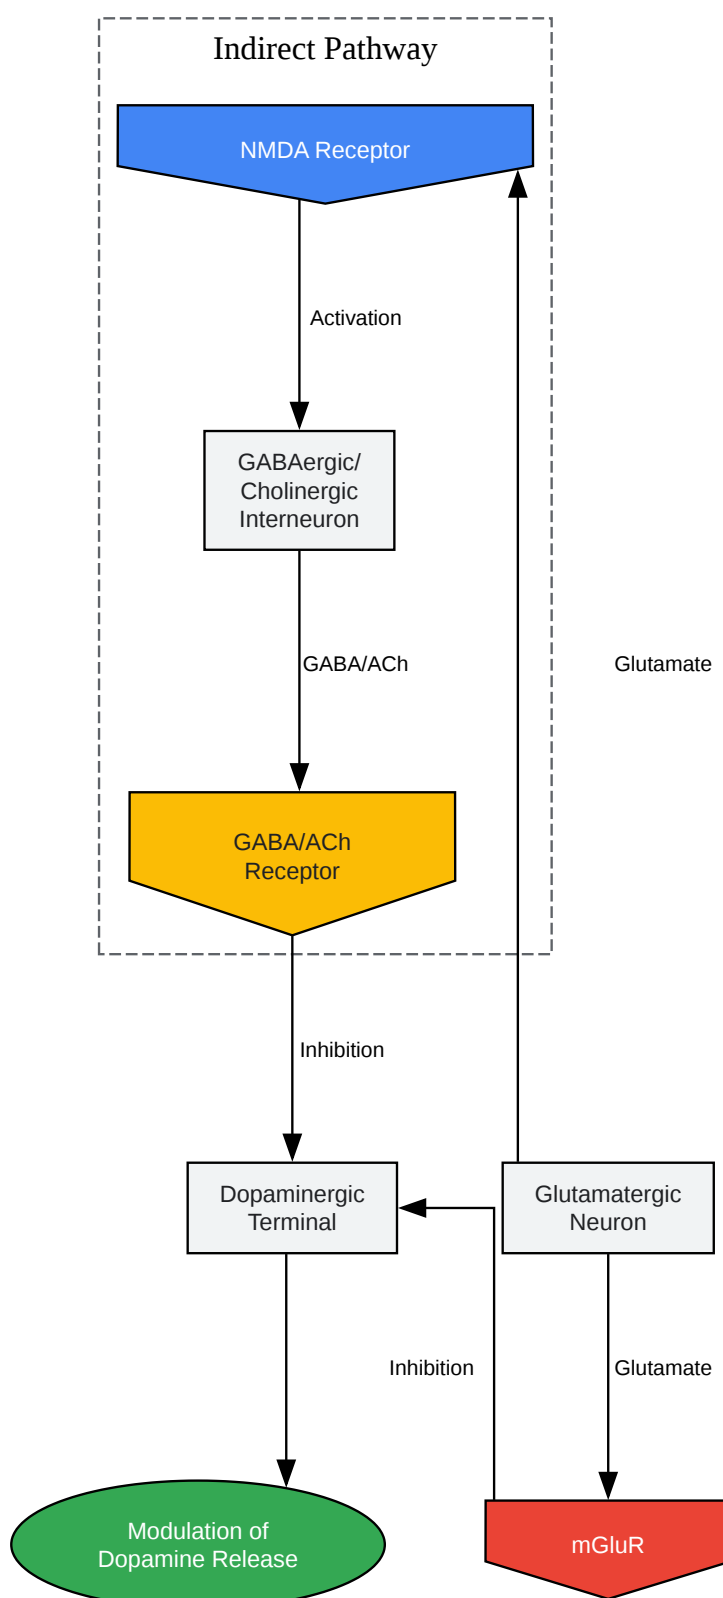 Indirect Pathway
NMDA Receptor
Activation
GABAergic/
Cholinergic
Interneuron
GABA/ACh
Glutamate
GABA/ACh
Receptor
Inhibition
Dopaminergic
Terminal
Glutamatergic
Neuron
Inhibition
Glutamate
Modulation of
Dopamine Release
mGluR